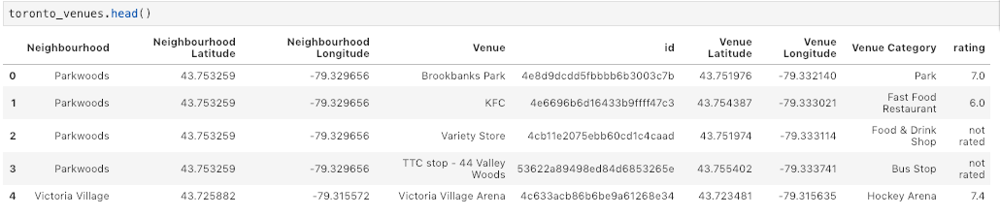 toronto_venues.head()
Neighbourhood Neighbourhood Latitude Neighbourhood Longitude Venue id Venue Latitude Venue Longitude Venue Category rating
0 Parkwoods 43.753259 -79.329656 Brookbanks Park 4e8d9dcdd5fbbbb6b3003c7b 43.751976 -79.332140 Park 7.0
1 Parkwoods 43.753259 -79.329656 KFC 4e6696b6d16433b9ffff47c3 43.754387 -79.333021 Fast Food Restaurant 6.0
2 Parkwoods 43.753259 -79.329656 Variety Store 4cb11e2075ebb60cd1c4caad 43.751974 -79.333114 Food & Drink Shop not rated
3 Parkwoods 43.753259 -79.329656 TTC stop - 44 Valley Woods 53622a89498ed84d6853265e 43.755402 -79.333741 Bus Stop not rated
4 Victoria Village 43.725882 -79.315572 Victoria Village Arena 4c633acb86b6be9a61268e34 43.723481 -79.315635 Hockey Arena 7.4